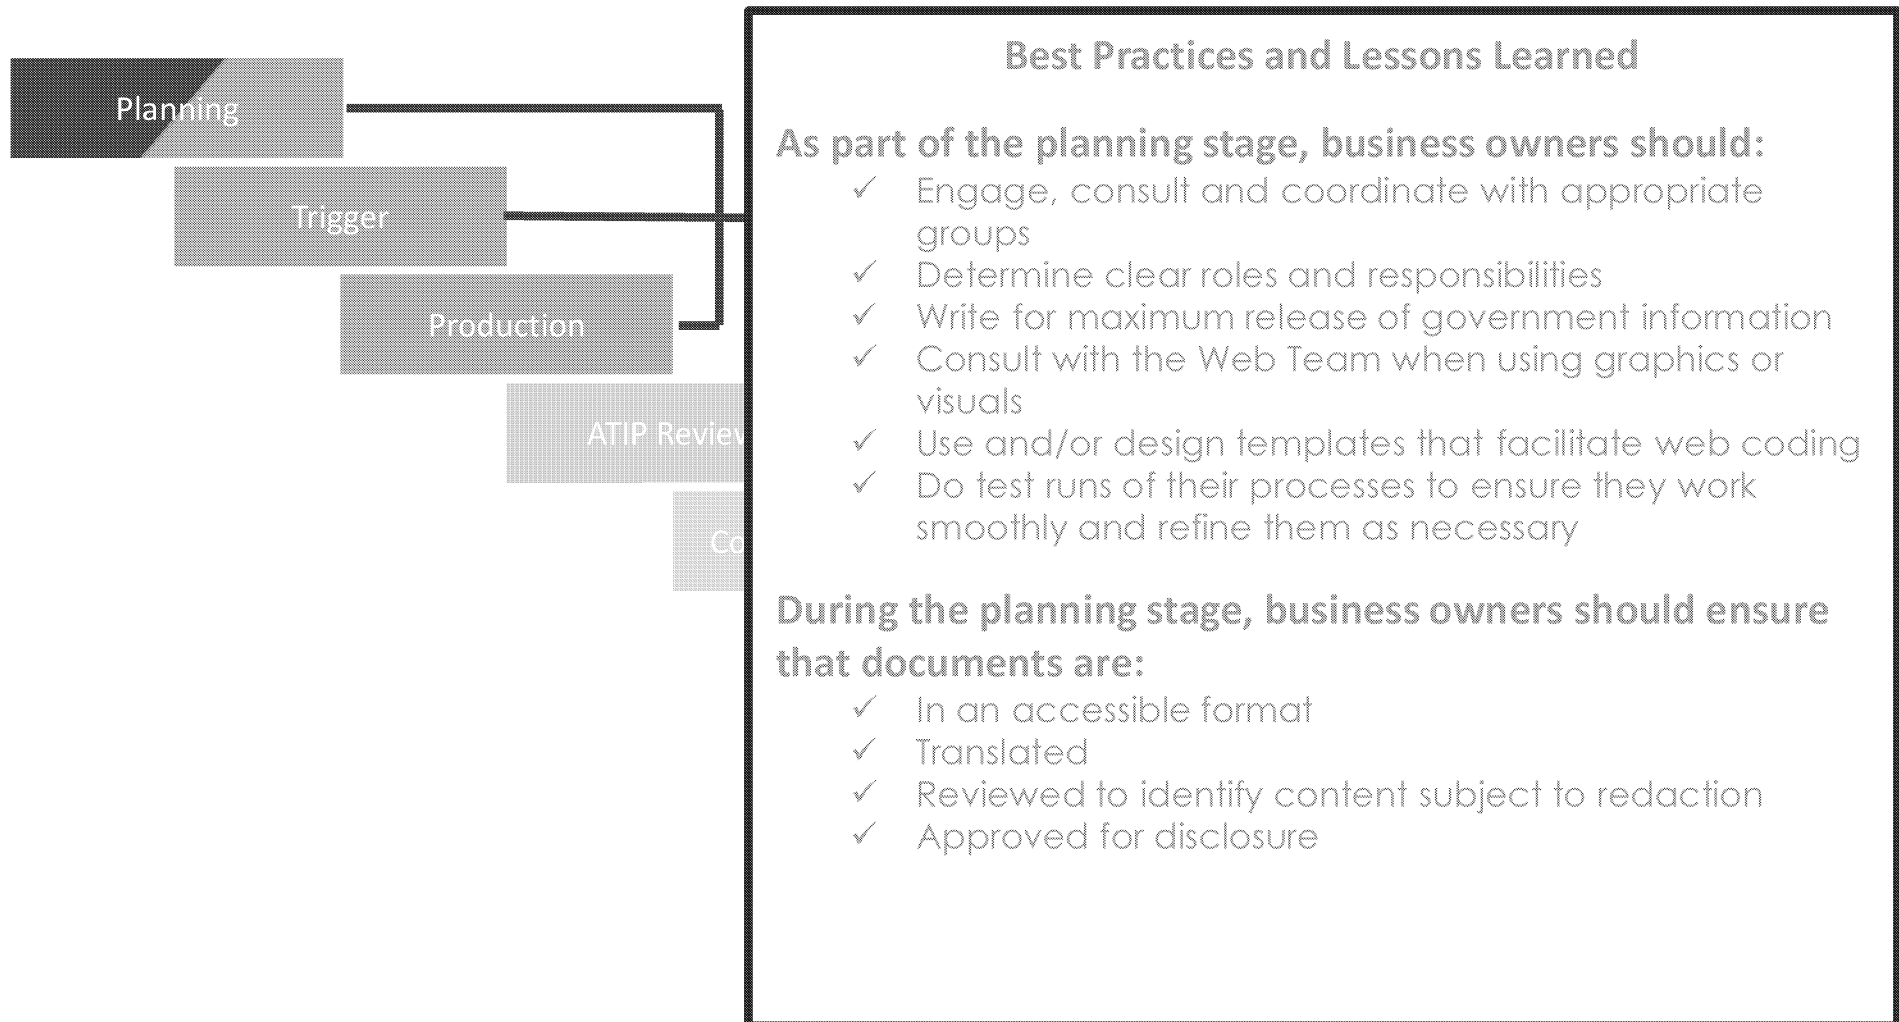 Planning
Trigger
Production
ATIP Review
Best Practices and Lessons Learned
As part of the planning stage, business owners should:
✓ Engage, consult and coordinate with appropriate
groups
✓ Determine clear roles and responsibilities
✓ Write for maximum release of government information
✓ Consult with the Web Team when using graphics or
visuals
✓ Use and/or design templates that facilitate web coding
✓ Do test runs of their processes to ensure they work
smoothly and refine them as necessary
During the planning stage, business owners should ensure
that documents are:
✓ In an accessible format
✓ Translated
✓ Reviewed to identify content subject to redaction
✓ Approved for disclosure